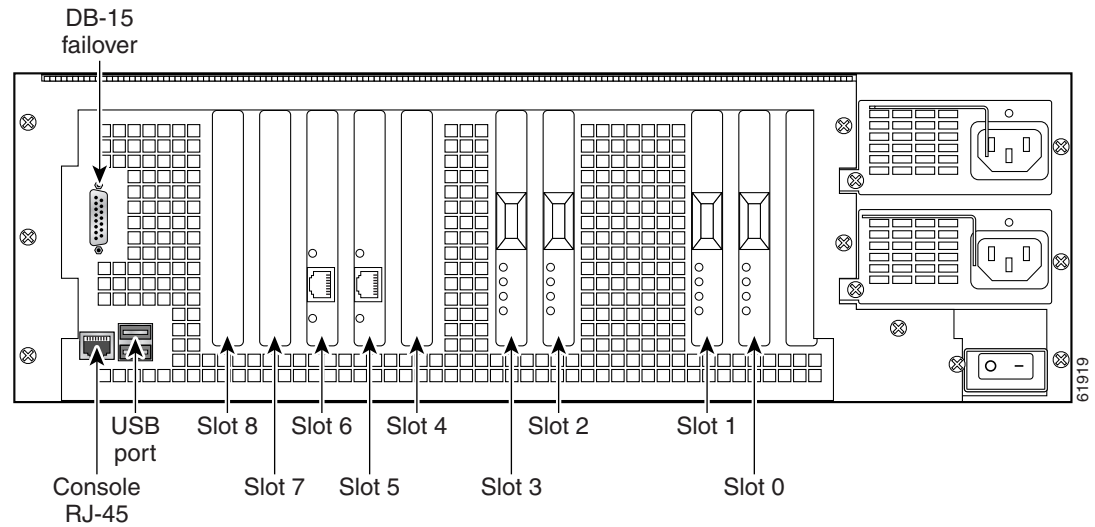 DB-15
failover
61919
USB
port
Slot 8
Slot 6
Slot 4
Slot 2
Slot 1
Console
RJ-45
Slot 7
Slot 5
Slot 3
Slot 0